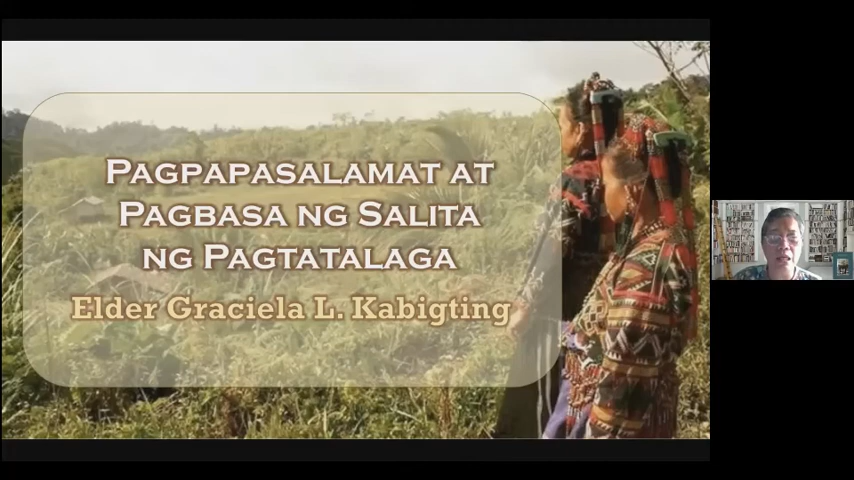 PAGPAPASALAMAT AT
PAGBASA NG SALITA
NG PAGTATALAGA
Elder Graciela L. Kabigting